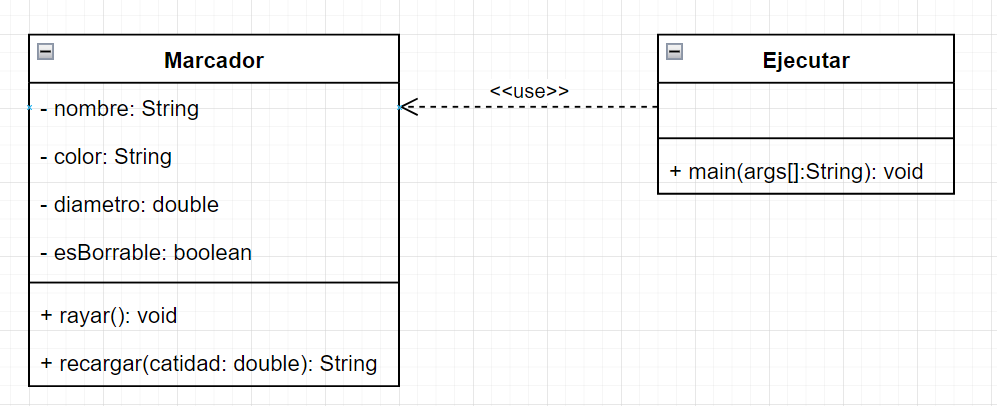 Marcador
- nombre: String
- color: String
- diametro: double
- esBorrable: boolean
+ rayar(): void
+ recargar(catidad: double): String
<<use>>
Ejecutar
+ main(args[]:String): void